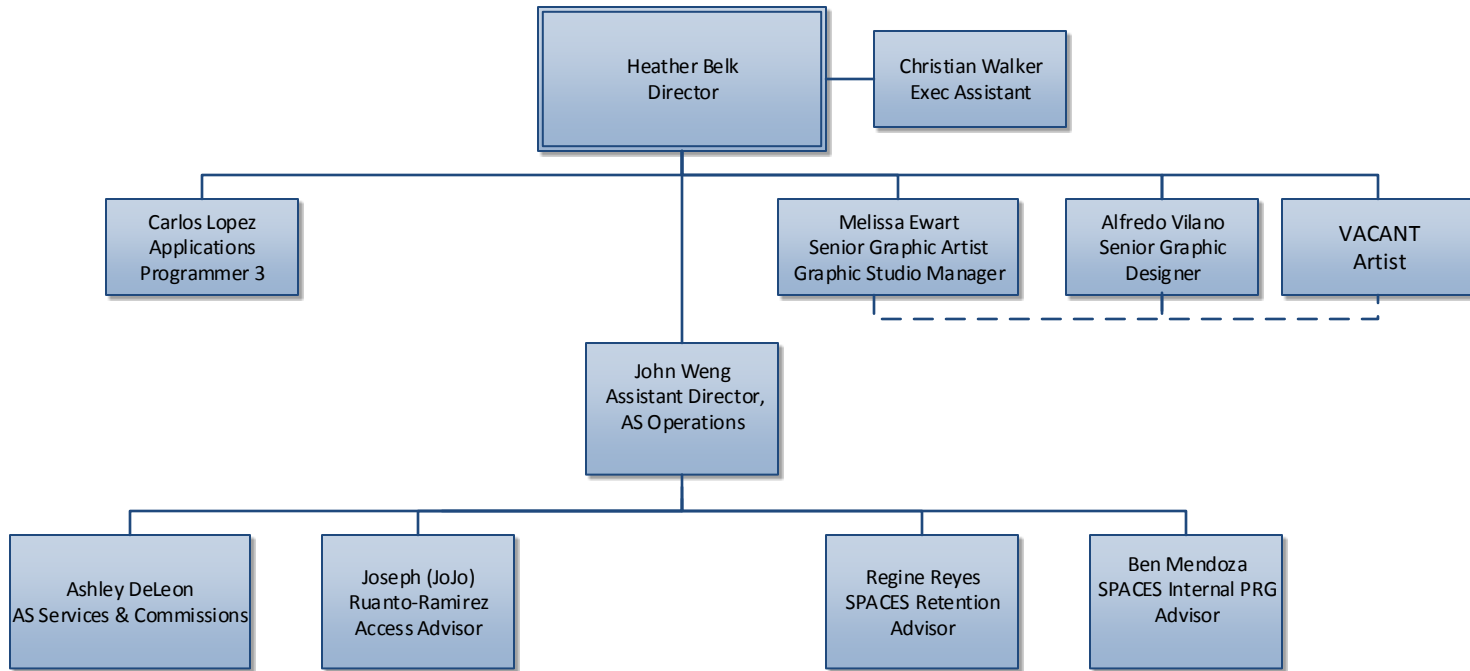 Heather Belk
Director
Christian Walker
Exec Assistant
Carlos Lopez
Applications
Programmer 3
Melissa Ewart
Senior Graphic Artist
Graphic Studio Manager
Alfredo Vilano
Senior Graphic
Designer
VACANT
Artist
John Weng
Assistant Director,
AS Operations
Ashley DeLeon
AS Services & Commissions
Joseph (JoJo)
Ruanto-Ramirez
Access Advisor
Regine Reyes
SPACES Retention
Advisor
Ben Mendoza
SPACES Internal PRG
Advisor